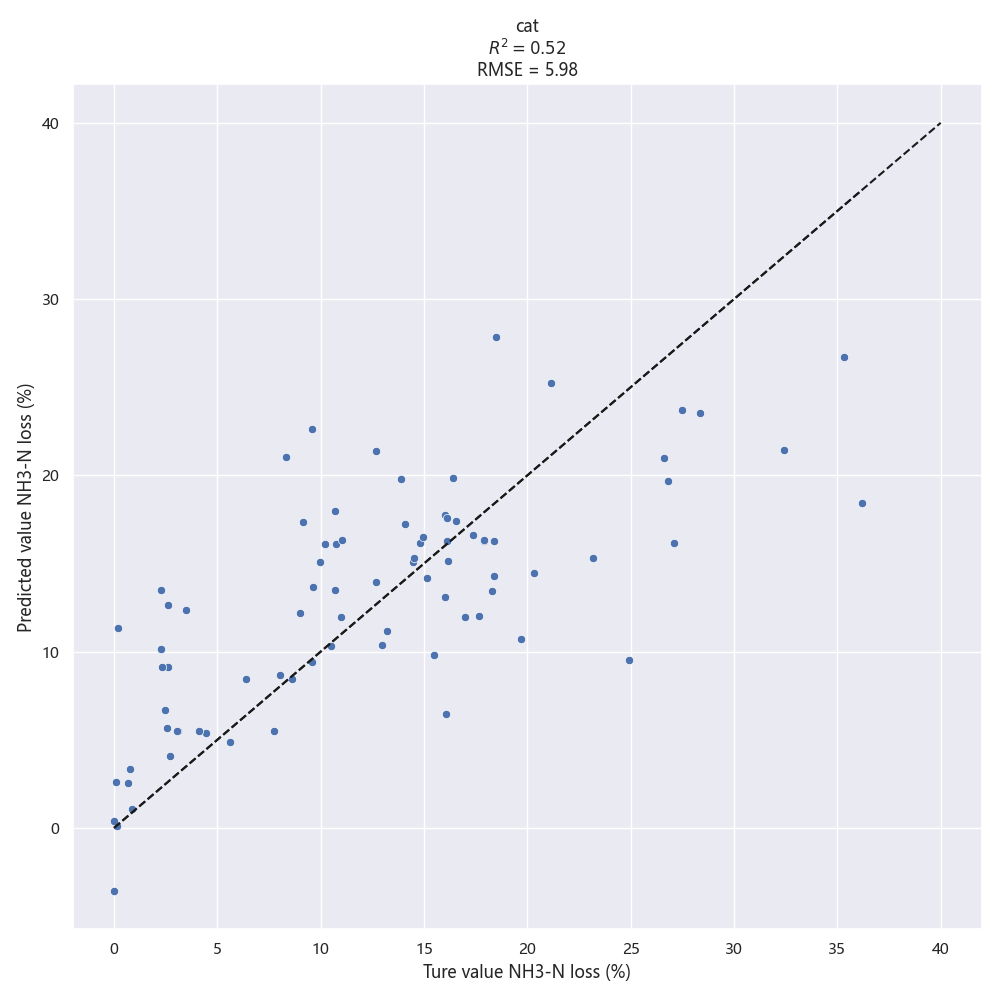 cat
R² = 0.52
RMSE = 5.98
Predicted value NH3-N loss (%)
40
30
20
10
0
0 5 10 15 20 25 30 35 40
Ture value NH3-N loss (%)